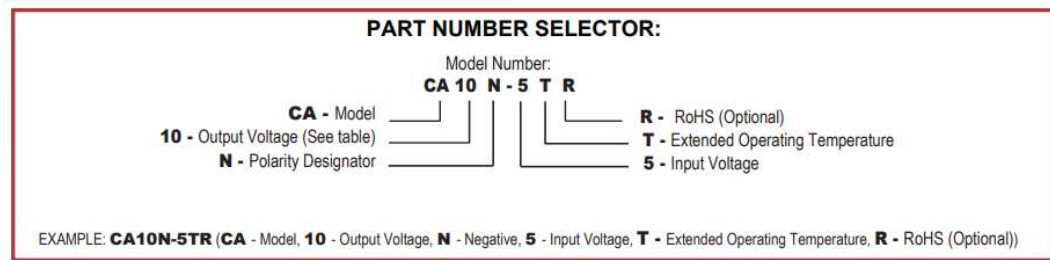 PART NUMBER SELECTOR:
Model Number:
CA 10 N - 5 T R
CA - Model
10 - Output Voltage (See table)
N - Polarity Designator
R - RoHS (Optional)
T - Extended Operating Temperature
5 - Input Voltage
EXAMPLE: CA10N-5TR (CA - Model, 10 - Output Voltage, N - Negative, 5 - Input Voltage, T - Extended Operating Temperature, R - RoHS (Optional))